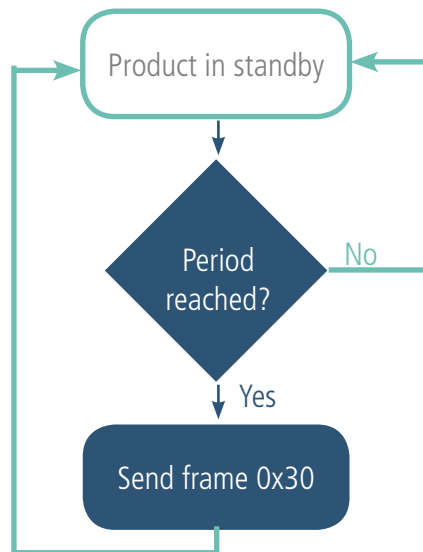 Product in standby
Period
reached?
No
Yes
Send frame 0x30